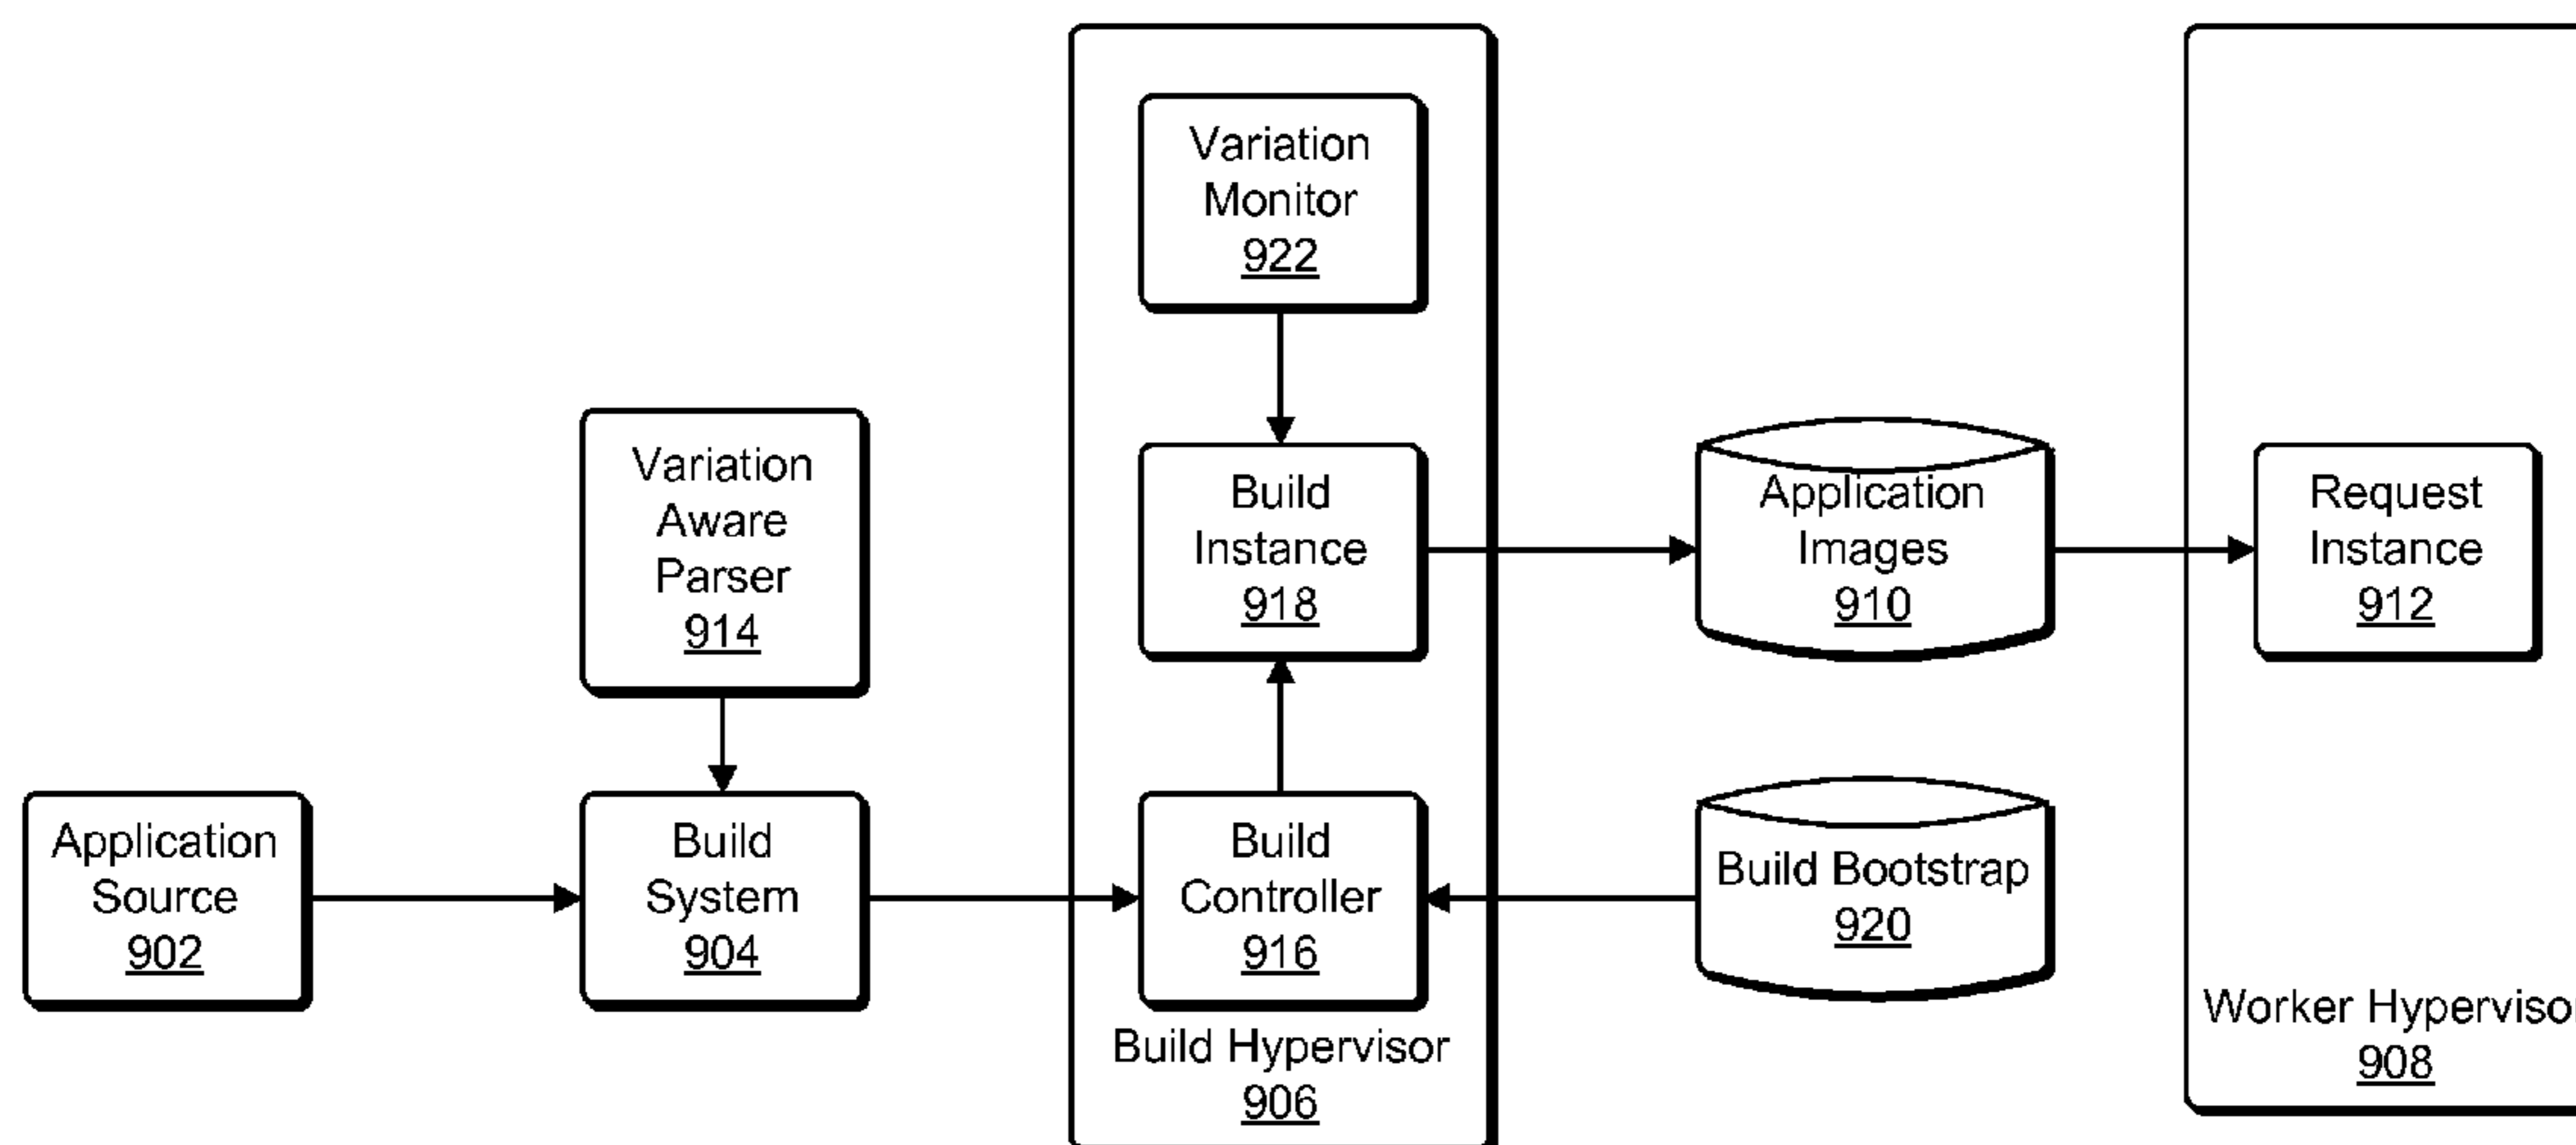 Variation
Monitor
922
Variation
Aware
Parser
914
Build
Instance
918
Application
Images
910
Request
Instance
912
Application
Source
902
Build
System
904
Build
Controller
916
Build Bootstrap
920
Build Hypervisor
906
Worker Hypervisor
908